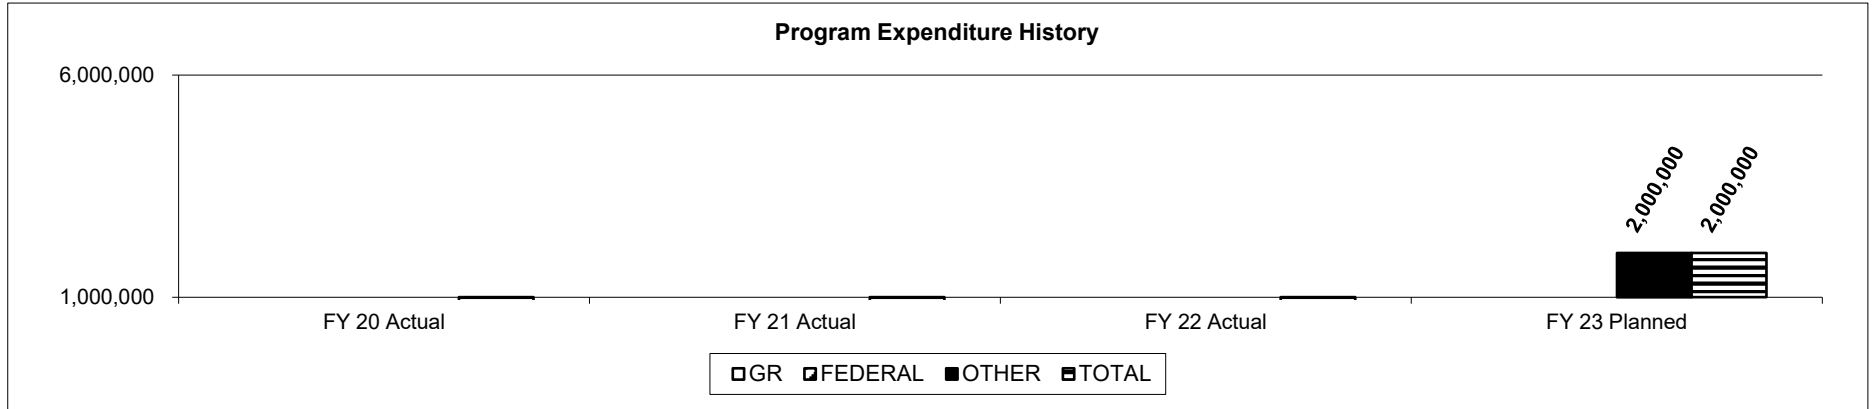 Program Expenditure History
6,000,000
2,000,000
2,000,000
1,000,000
FY 20 Actual
FY 21 Actual
FY 22 Actual
FY 23 Planned
GR FEDERAL OTHER TOTAL